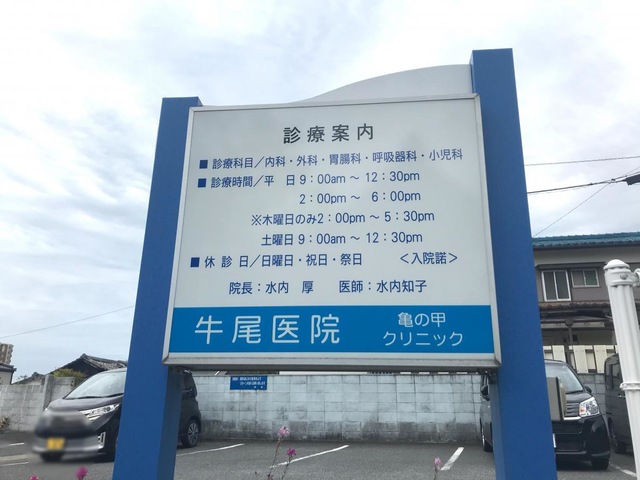 診療案内
■ 診療科目／内科・外科・胃腸科・呼吸器科・小児科
■ 診療時間／平　日 9：00am ～ 12：30pm
2：00pm ～ 6：00pm
※木曜日のみ2：00pm ～ 5：30pm
土曜日 9：00am ～ 12：30pm
■ 休 診 日／日曜日・祝日・祭日　＜入院諾＞
院長：水内　厚　医師：水内知子
牛尾医院 亀の甲
クリニック